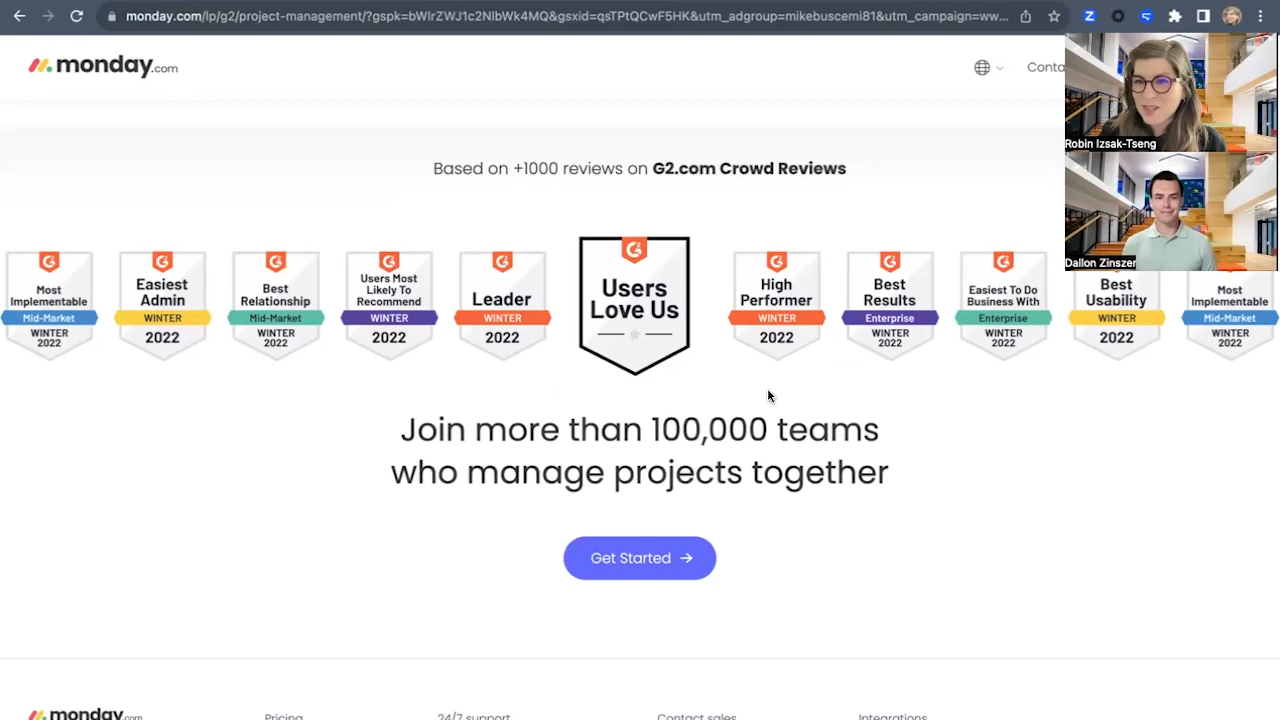 monday.com/lp/g2/project-management/?gspk=bWlrZWJ1c2NlbWk4MQ&gsxid=qsTPtQCwF5HK&utm_adgroup=mikebuscemi81&utm_campaign=ww...
monday.com
Conta
Robin Izsak-Tseng
Dallon Zinszer
Based on +1000 reviews on G2.com Crowd Reviews
Most
Implementable
Mid-Market
WINTER
2022
Easiest
Admin
WINTER
2022
Best
Relationship
Mid-Market
WINTER
2022
Users Most
Likely To
Recommend
WINTER
2022
Leader
WINTER
2022
Users
Love Us
High
Performer
WINTER
2022
Best
Results
Enterprise
WINTER
2022
Easiest To Do
Business With
Enterprise
WINTER
2022
Best
Usability
WINTER
2022
Most
Implementable
Mid-Market
WINTER
2022
Join more than 100,000 teams
who manage projects together
Get Started →
monday.com
Pricing
24/7 support
Contact sales
Integrations